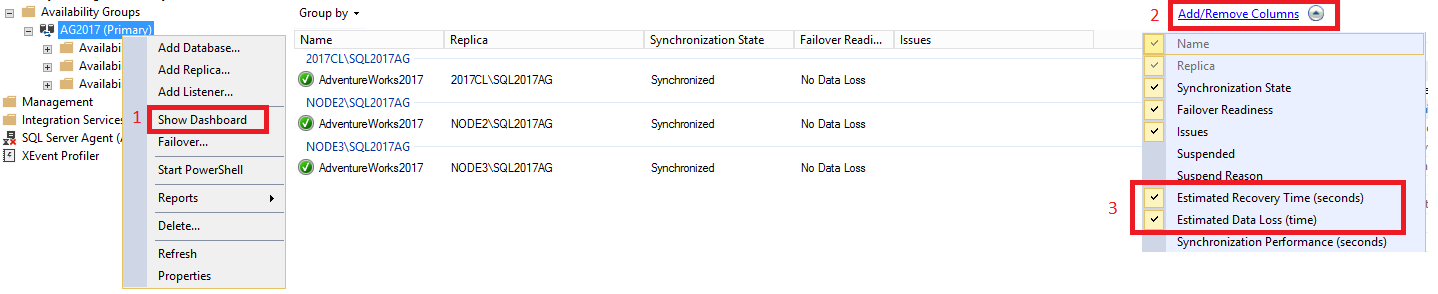 Availability Groups
AG2017 (Primary)
Availabi
Availabi
Availabi
Management
Integration Services
SQL Server Agent (A
XEvent Profiler
Add Database...
Add Replica...
Add Listener...
1
Show Dashboard
Failover...
Start PowerShell
Reports
Delete...
Refresh
Properties
Group by
Name Replica Synchronization State Failover Readi... Issues
2017CL\SQL2017AG
AdventureWorks2017 2017CL\SQL2017AG Synchronized No Data Loss
NODE2\SQL2017AG
AdventureWorks2017 NODE2\SQL2017AG Synchronized No Data Loss
NODE3\SQL2017AG
AdventureWorks2017 NODE3\SQL2017AG Synchronized No Data Loss
2 Add/Remove Columns
Name
Replica
Synchronization State
Failover Readiness
Issues
Suspended
Suspend Reason
3
Estimated Recovery Time (seconds)
Estimated Data Loss (time)
Synchronization Performance (seconds)